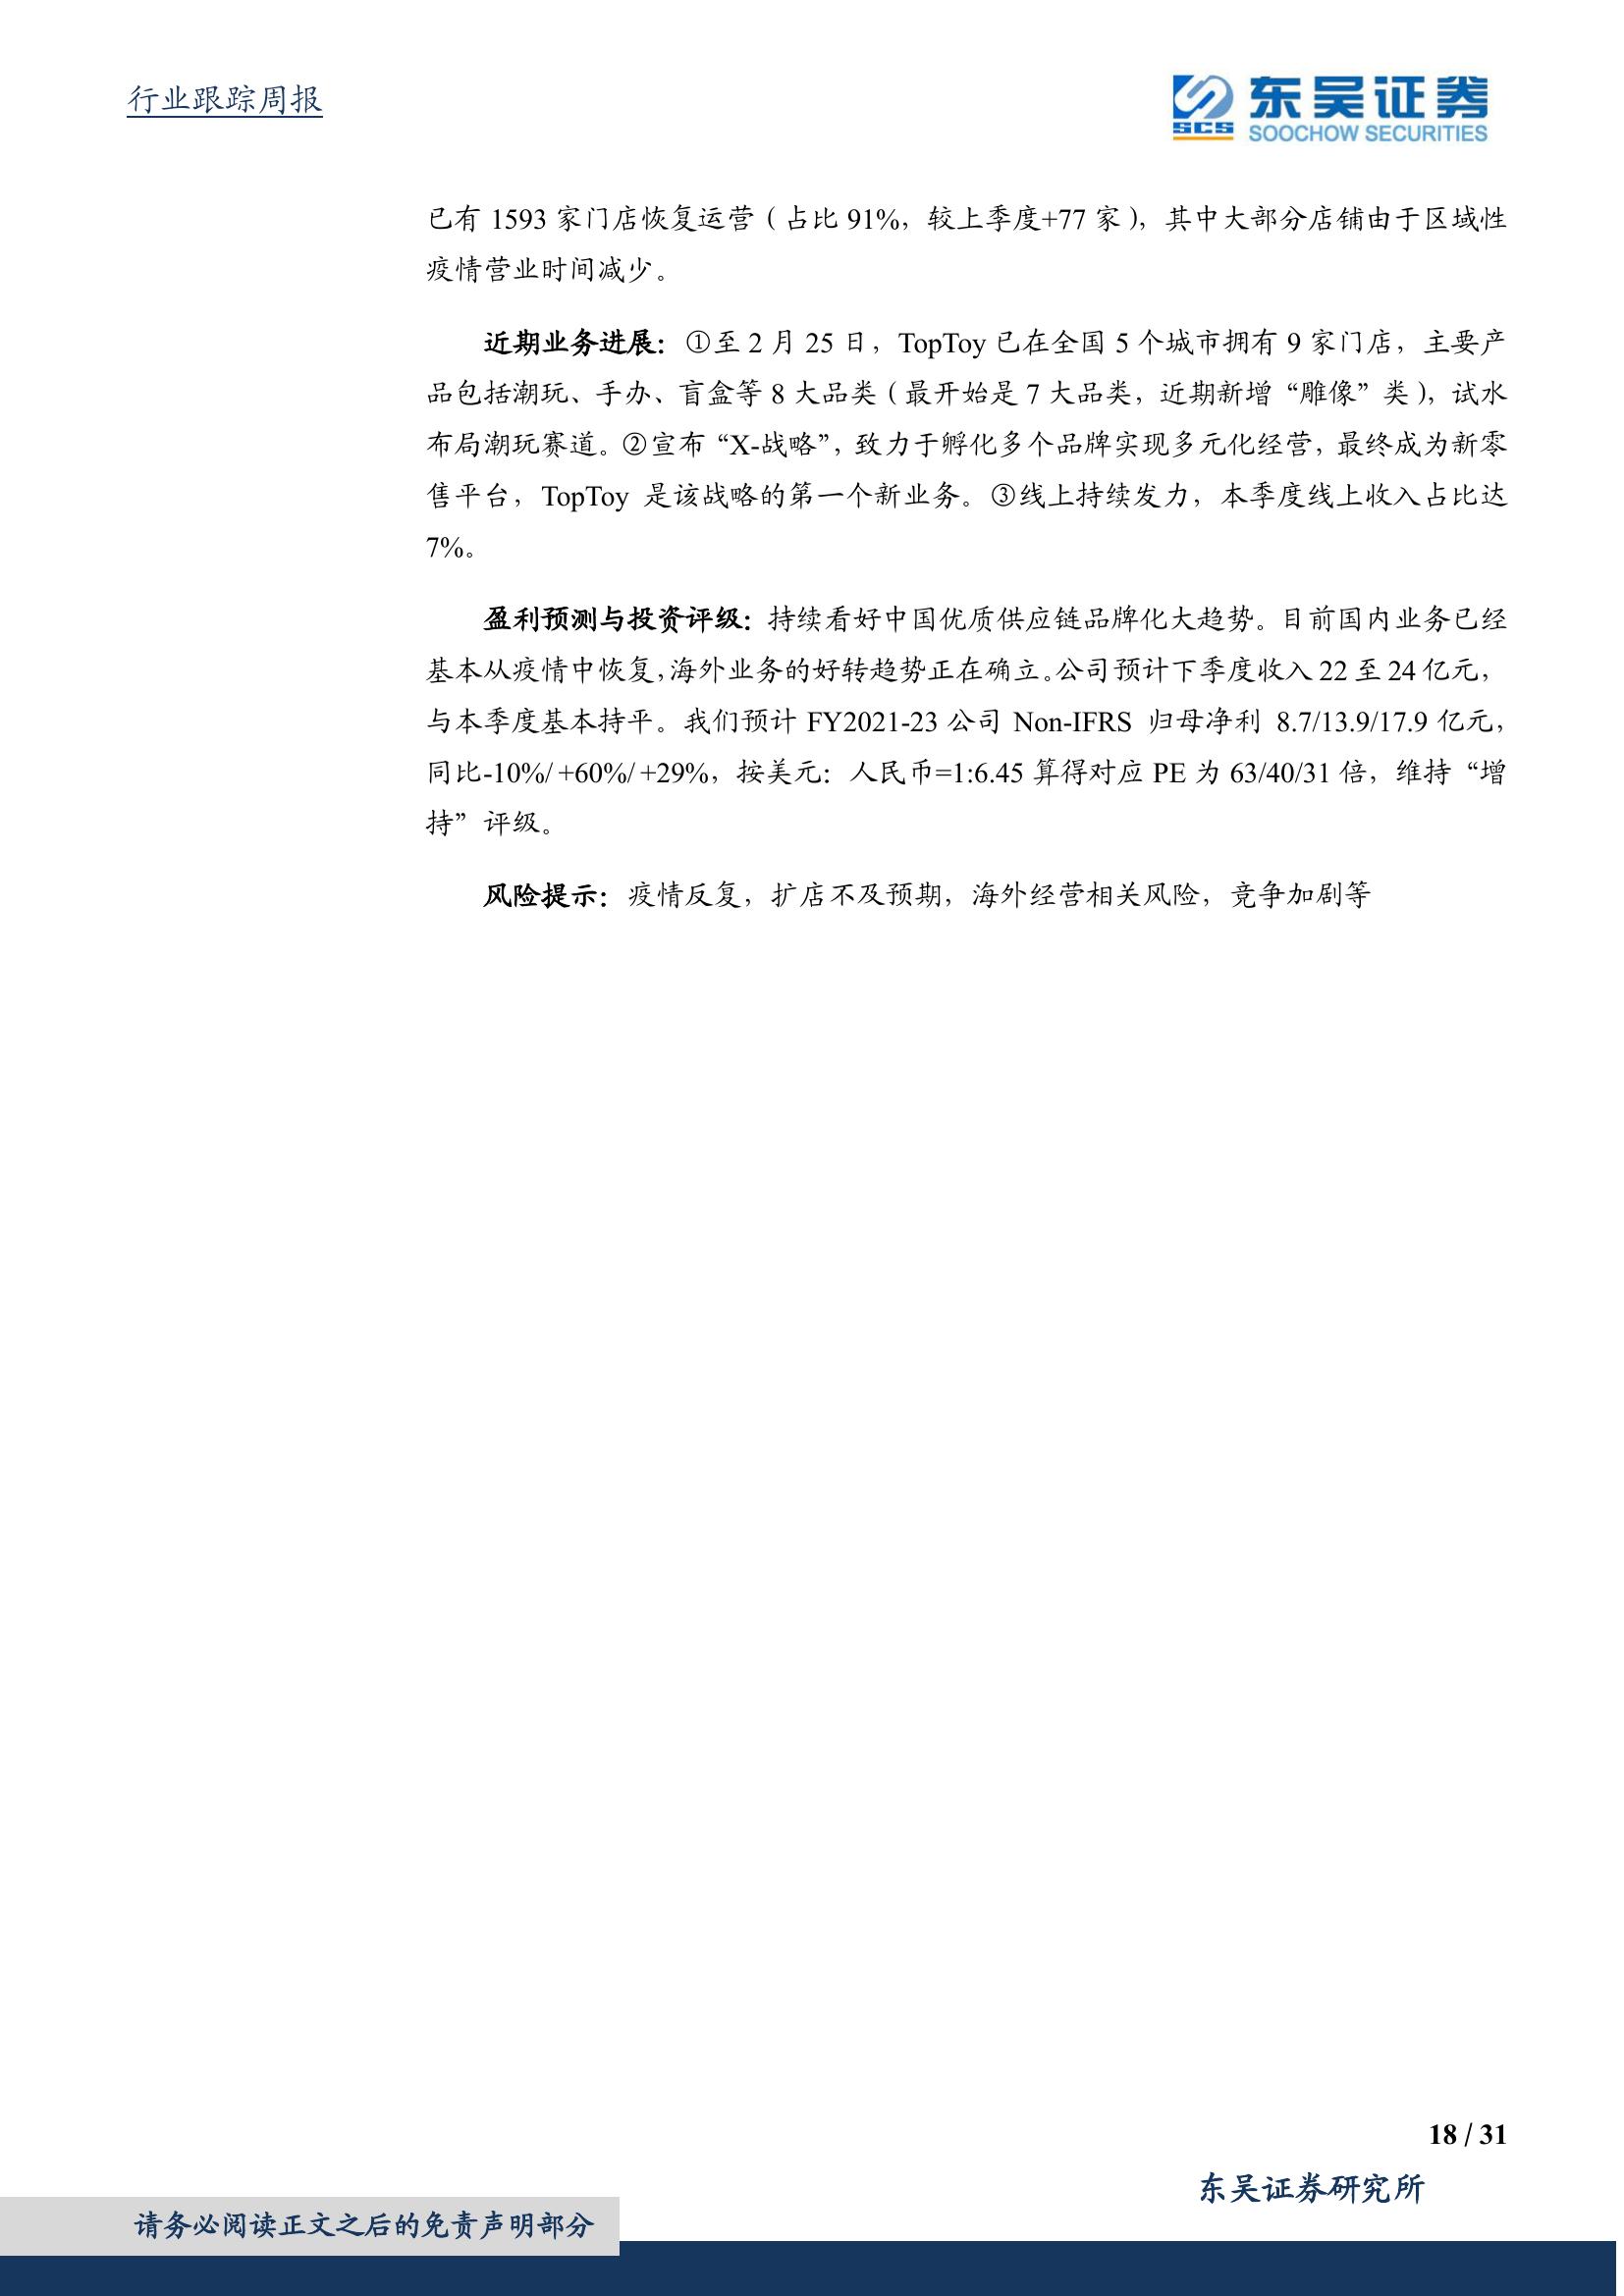 行业跟踪周报
SCS
东吴证券
SOOCHOW SECURITIES
已有 1593 家门店恢复运营（占比 91%，较上季度+77 家），其中大部分店铺由于区域性
疫情营业时间减少。
近期业务进展：①至 2 月 25 日，TopToy 已在全国 5 个城市拥有 9 家门店，主要产
品包括潮玩、手办、盲盒等 8 大品类（最开始是 7 大品类，近期新增“雕像”类），试水
布局潮玩赛道。②宣布“X-战略”，致力于孵化多个品牌实现多元化经营，最终成为新零
售平台，TopToy 是该战略的第一个新业务。③线上持续发力，本季度线上收入占比达
7%。
盈利预测与投资评级：持续看好中国优质供应链品牌化大趋势。目前国内业务已经
基本从疫情中恢复，海外业务的好转趋势正在确立。公司预计下季度收入 22 至 24 亿元，
与本季度基本持平。我们预计 FY2021-23 公司 Non-IFRS 归母净利 8.7/13.9/17.9 亿元，
同比-10%/ +60%/ +29%，按美元：人民币=1:6.45 算得对应 PE 为 63/40/31 倍，维持“增
持”评级。
风险提示：疫情反复，扩店不及预期，海外经营相关风险，竞争加剧等
18 / 31
东吴证券研究所
请务必阅读正文之后的免责声明部分